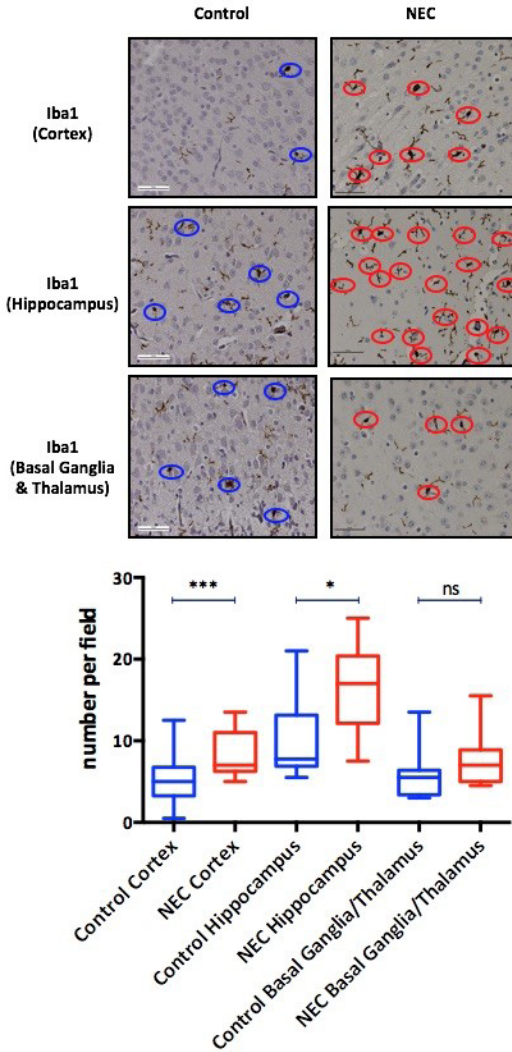 Control
NEC
Iba1
(Cortex)
Iba1
(Hippocampus)
Iba1
(Basal Ganglia
& Thalamus)
number per field
30
20
10
0
***
*
ns
Control Cortex
NEC Cortex
Control Hippocampus
NEC Hippocampus
Control Basal Ganglia/Thalamus
NEC Basal Ganglia/Thalamus